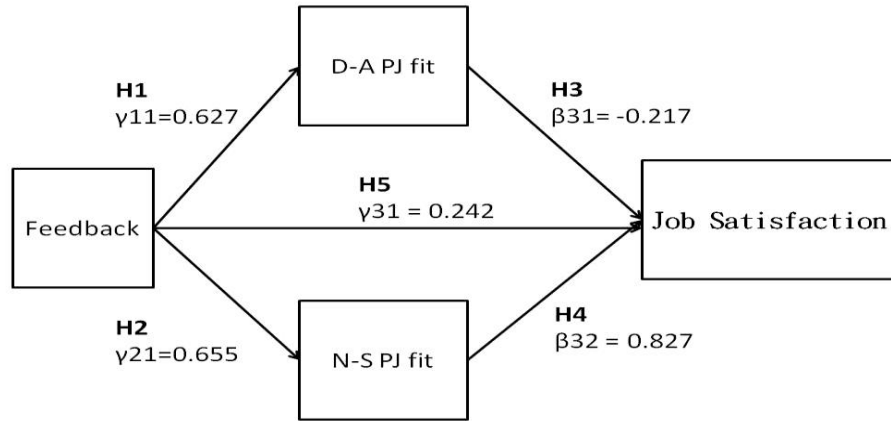 D-A PJ fit
H1
γ11=0.627
H3
β31= -0.217
Feedback
H5
γ31 = 0.242
Job Satisfaction
H2
γ21=0.655
N-S PJ fit
H4
β32 = 0.827